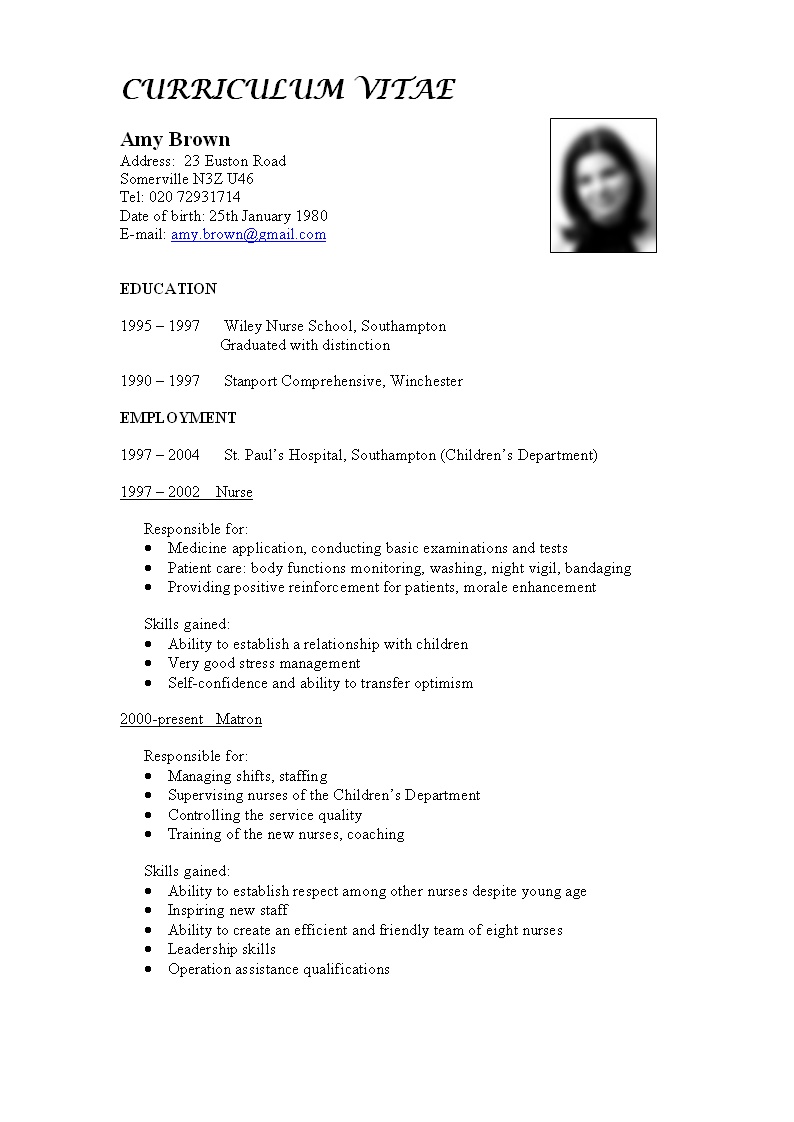 CURRICULUM VITAE
Amy Brown
Address: 23 Euston Road
Somerville N3Z U46
Tel: 020 72931714
Date of birth: 25th January 1980
E-mail: amy.brown@gmail.com
EDUCATION
1995 – 1997 Wiley Nurse School, Southampton
Graduated with distinction
1990 – 1997 Stanport Comprehensive, Winchester
EMPLOYMENT
1997 – 2004 St. Paul’s Hospital, Southampton (Children’s Department)
1997 – 2002 Nurse
Responsible for:
• Medicine application, conducting basic examinations and tests
• Patient care: body functions monitoring, washing, night vigil, bandaging
• Providing positive reinforcement for patients, morale enhancement
Skills gained:
• Ability to establish a relationship with children
• Very good stress management
• Self-confidence and ability to transfer optimism
2000-present Matron
Responsible for:
• Managing shifts, staffing
• Supervising nurses of the Children’s Department
• Controlling the service quality
• Training of the new nurses, coaching
Skills gained:
• Ability to establish respect among other nurses despite young age
• Inspiring new staff
• Ability to create an efficient and friendly team of eight nurses
• Leadership skills
• Operation assistance qualifications